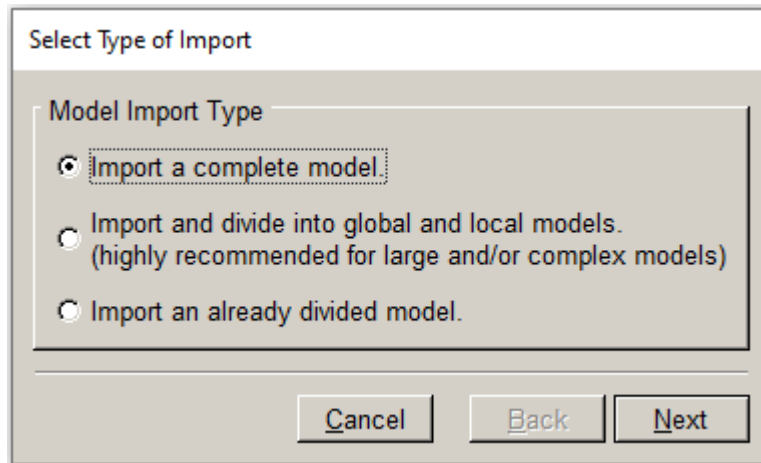 Select Type of Import
Model Import Type
Import a complete model.
Import and divide into global and local models.
(highly recommended for large and/or complex models)
Import an already divided model.
Cancel Back Next